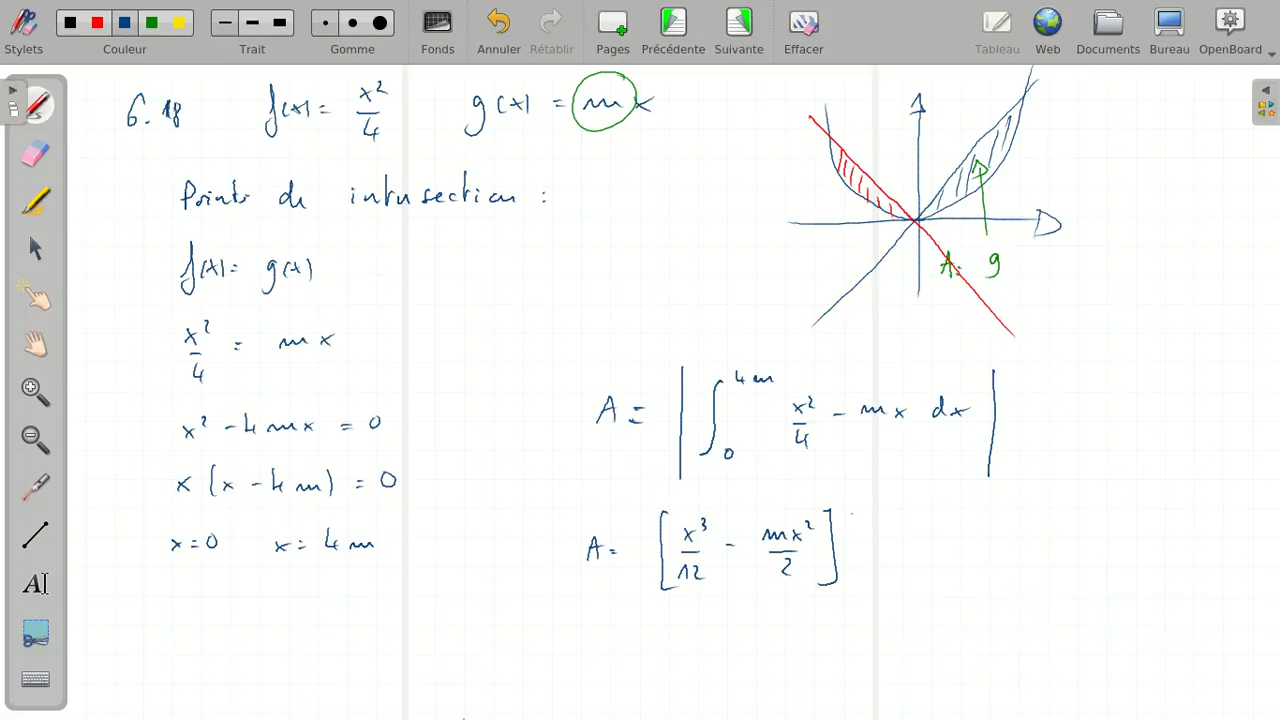 Stylets Couleur Trait Gomme Fonds Annuler Rétablir Pages Précédente Suivante Effacer Tableau Web Documents Bureau OpenBoard
6.18 f(x) = x²/4 g(x) = mx
Points de intersection :
f(x) = g(x)
x²/4 = mx
x² - 4mx = 0
x (x - 4m) = 0
x = 0 x = 4m
A: 9
A = | ∫₀^{4m} x²/4 - mx dx |
A = [ x³/12 - mx²/2 ]